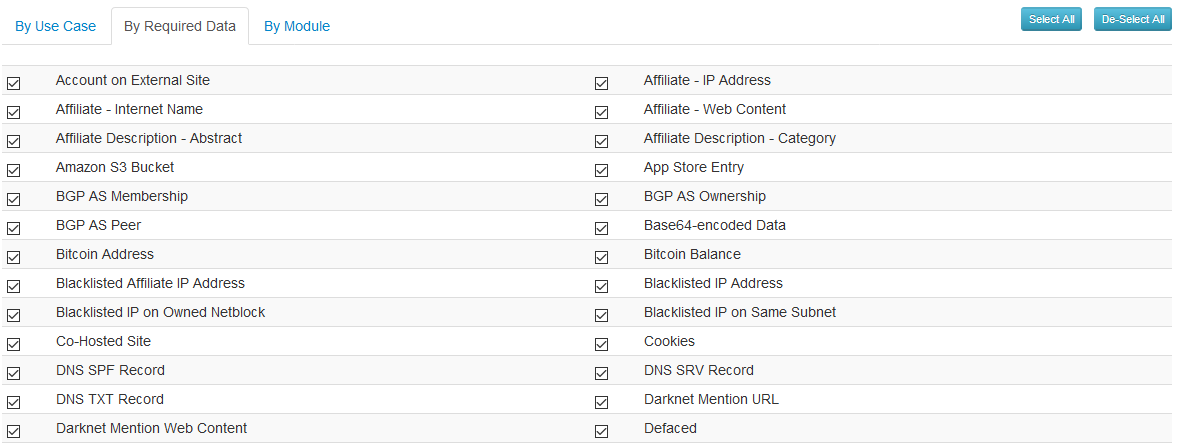 By Use Case By Required Data By Module Select All De-Select All
Account on External Site Affiliate - IP Address
Affiliate - Internet Name Affiliate - Web Content
Affiliate Description - Abstract Affiliate Description - Category
Amazon S3 Bucket App Store Entry
BGP AS Membership BGP AS Ownership
BGP AS Peer Base64-encoded Data
Bitcoin Address Bitcoin Balance
Blacklisted Affiliate IP Address Blacklisted IP Address
Blacklisted IP on Owned Netblock Blacklisted IP on Same Subnet
Co-Hosted Site Cookies
DNS SPF Record DNS SRV Record
DNS TXT Record Darknet Mention URL
Darknet Mention Web Content Defaced